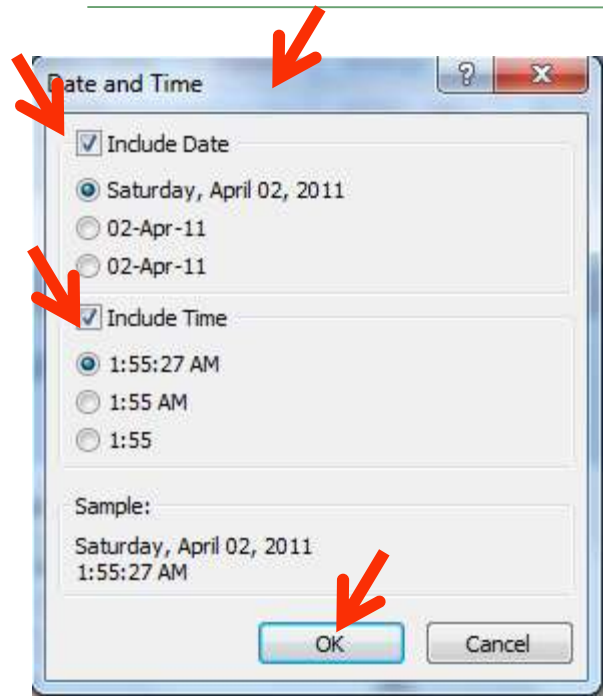 Date and Time
?
Include Date
Saturday, April 02, 2011
02-Apr-11
02-Apr-11
Include Time
1:55:27 AM
1:55 AM
1:55
Sample:
Saturday, April 02, 2011
1:55:27 AM
OK Cancel